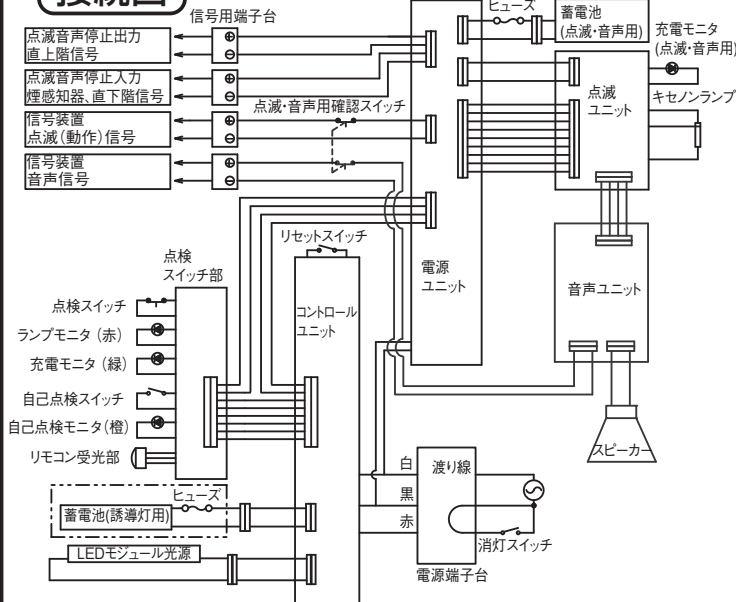 接続図
信号用端子台
点滅音声停止出力
直上階信号
点滅音声停止入力
煙感知器、直下階信号
信号装置
点滅(動作)信号
信号装置
音声信号
点滅・音声用確認スイッチ
ヒューズ
蓄電池
(点滅・音声用)
充電モニタ
(点滅・音声用)
点滅
ユニット
キセノンランプ
電源
ユニット
音声ユニット
スピーカー
リセットスイッチ
コントロール
ユニット
点検
スイッチ部
点検スイッチ
ランプモニタ(赤)
充電モニタ(緑)
自己点検スイッチ
自己点検モニタ(橙)
リモコン受光部
ヒューズ
蓄電池(誘導灯用)
LEDモジュール光源
白
黒
赤
渡り線
消灯スイッチ
電源端子台